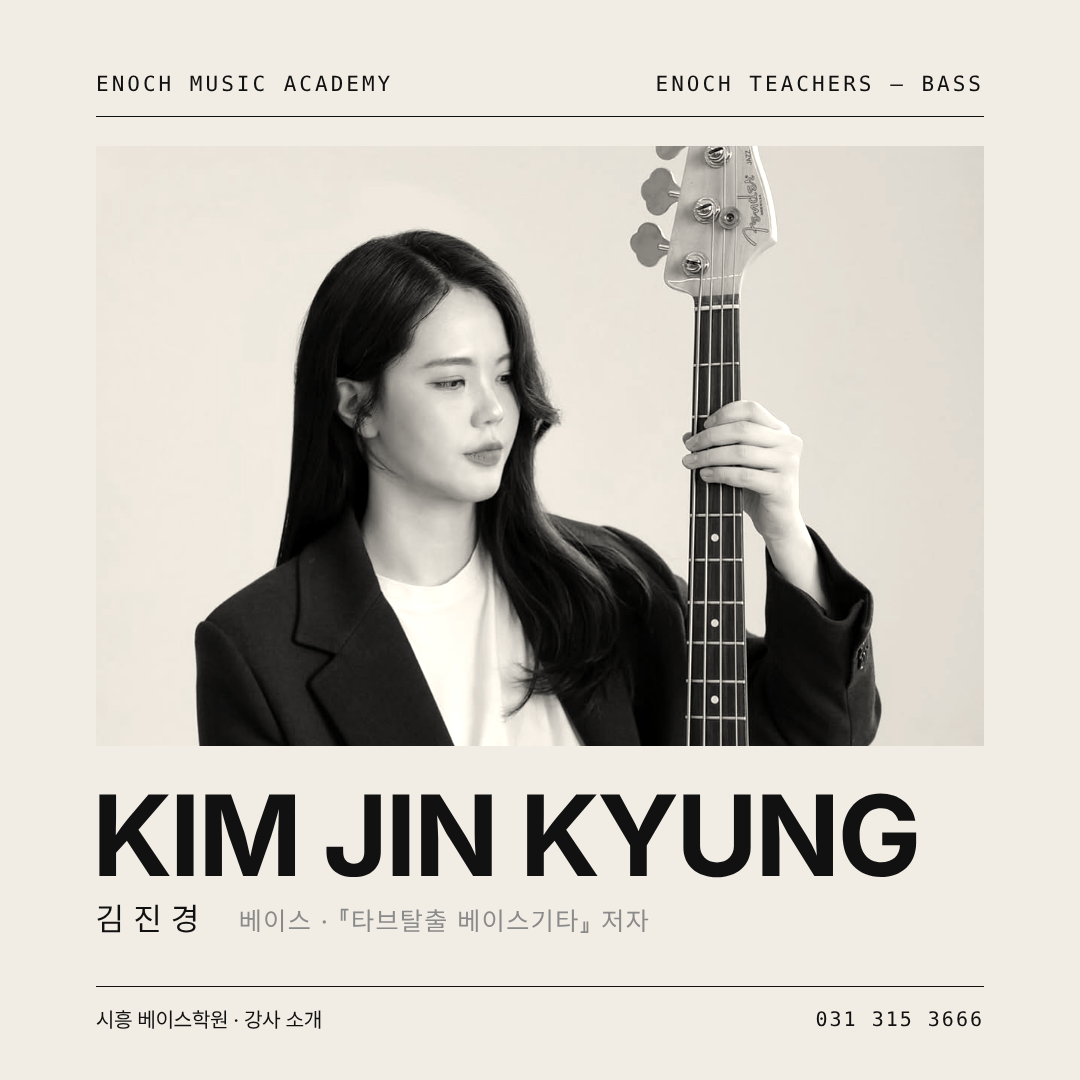 ENOCH MUSIC ACADEMY
ENOCH TEACHERS — BASS
Fender
JAZZ
KIM JIN KYUNG
김진경
베이스 · 『타브탈출 베이스기타』 저자
시흥 베이스학원 · 강사 소개
031 315 3666